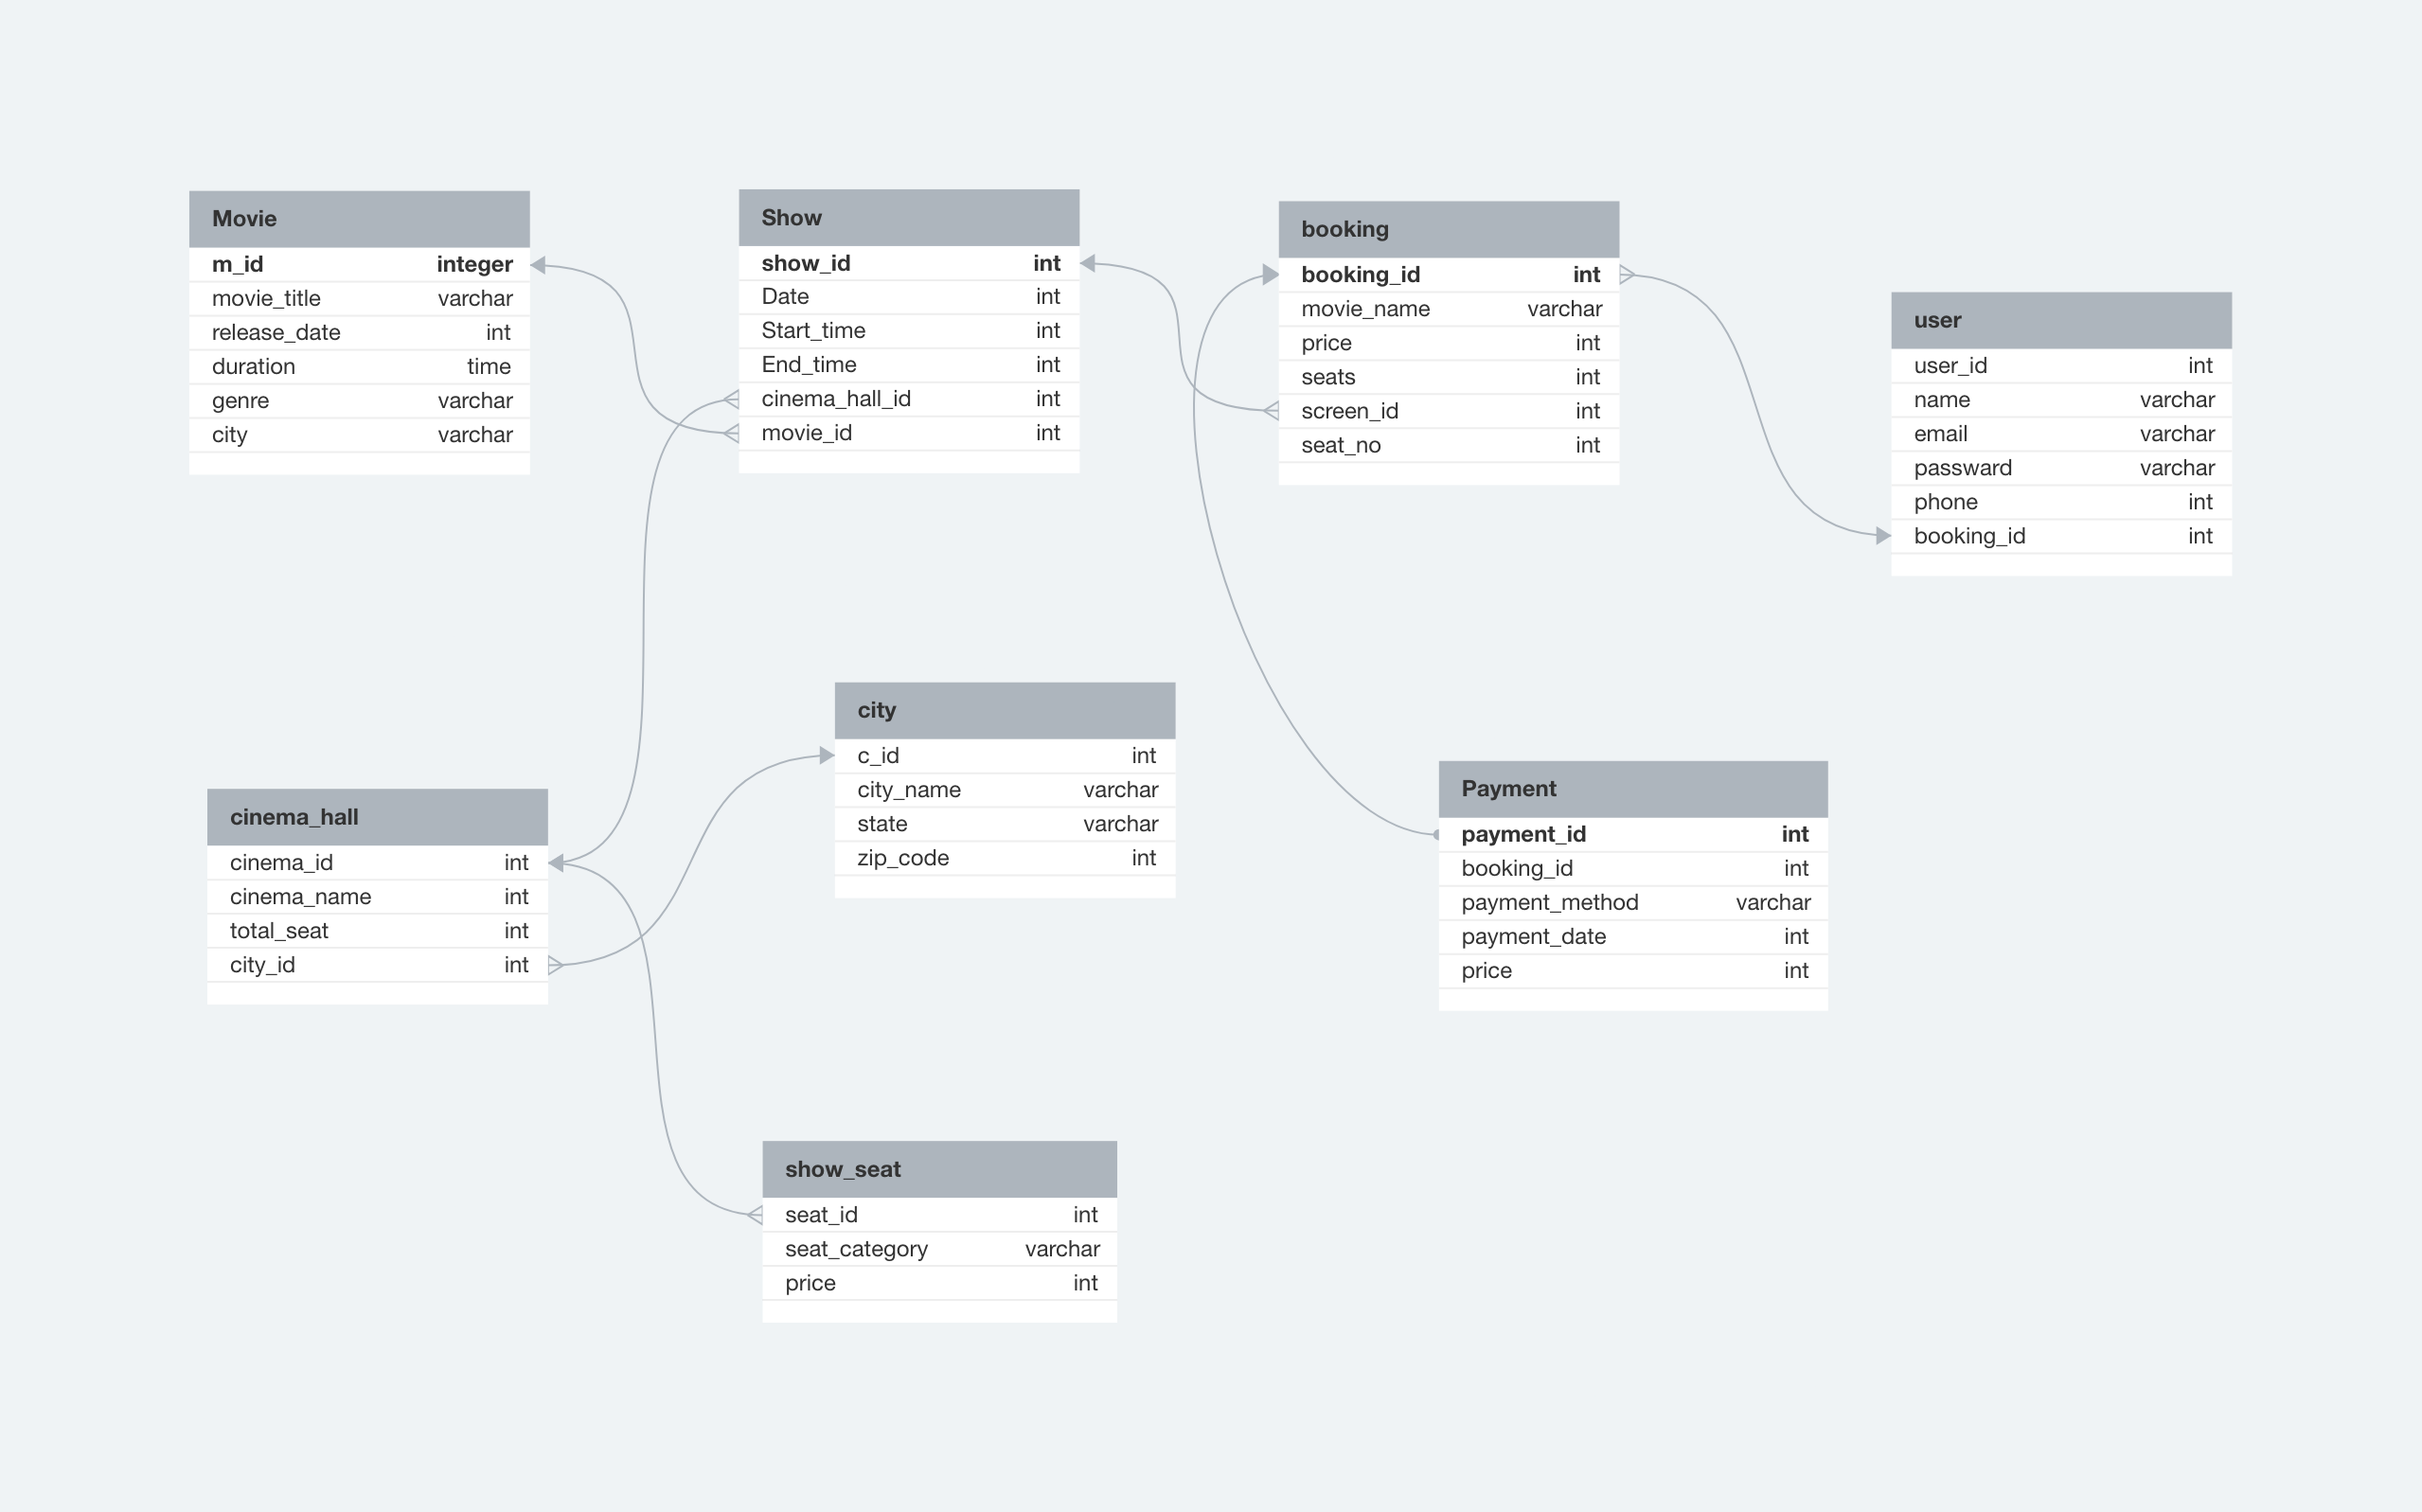 Movie
m_id integer
movie_title varchar
release_date int
duration time
genre varchar
city varchar
Show
show_id int
Date int
Start_time int
End_time int
cinema_hall_id int
movie_id int
booking
booking_id int
movie_name varchar
price int
seats int
screen_id int
seat_no int
user
user_id int
name varchar
email varchar
passward varchar
phone int
booking_id int
cinema_hall
cinema_id int
cinema_name int
total_seat int
city_id int
city
c_id int
city_name varchar
state varchar
zip_code int
Payment
payment_id int
booking_id int
payment_method varchar
payment_date int
price int
show_seat
seat_id int
seat_category varchar
price int